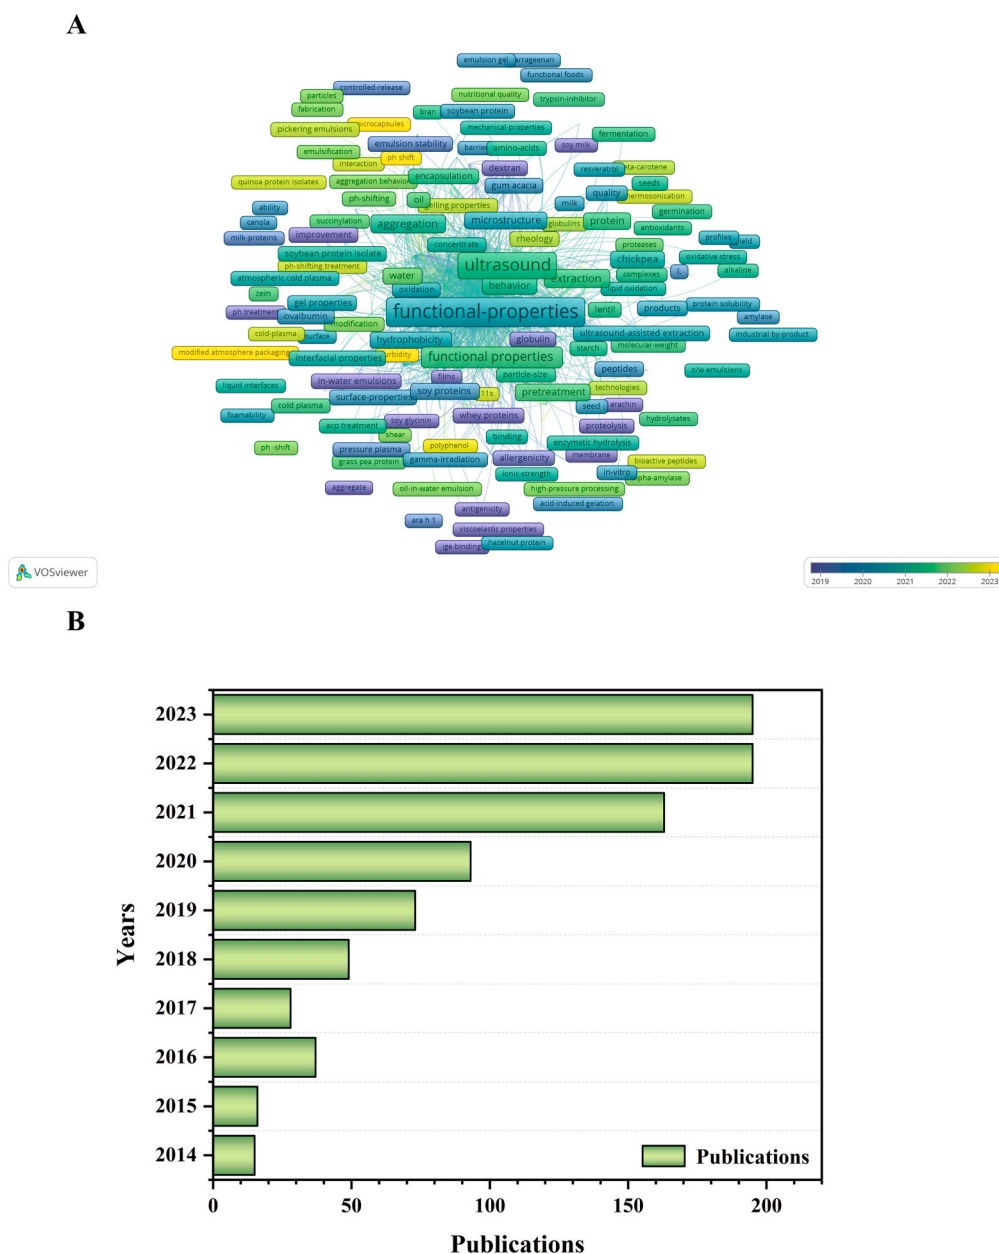 A
emulsion gel arrageenan
functional foods
controlled-release
particles
nutritional quality
trypsin-inhibitor
fabrication
bran
soybean protein
microcapsules
pickering emulsions
mechanical-properties
fermentation
emulsion stability
barrier
amino-acids
soy milk
emulsification
ph shift
interaction
dextran
resveratrol
beta-carotene
quinoa protein isolates
aggregation behavior
encapsulation
gum acacia
seeds
ph-shifting
oil
gelling properties
milk
quality
thermosonication
ability
succinylation
aggregation
microstructure
globulins
protein
germination
canola
antioxidants
milk-proteins
improvement
concentrate
rheology
proteases
profiles
yield
soybean protein isolate
ultrasound
chickpea
oxidative stress
ph-shifting treatment
water
extraction
complexes
L.
alkaline
atmospheric cold plasma
oxidation
behavior
lipid oxidation
zein
gel properties
functional-properties
lentil
products
protein solubility
ph treatment
ovalbumin
modification
amylase
cold-plasma
surface
hydrophobicity
globulin
ultrasound-assisted extraction
industrial by-product
modified atmosphere packaging
interfacial properties
turbidity
functional properties
starch
molecular-weight
peptides
o/w emulsions
liquid interfaces
in-water emulsions
films
particle-size
surface-properties
soy proteins
11s
pretreatment
technologies
foamability
cold plasma
soy glycinin
whey proteins
seed
arachin
hydrolysates
acp treatment
shear
binding
proteolysis
ph -shift
pressure plasma
polyphenol
enzymatic hydrolysis
grass pea protein
gamma-irradiation
allergenicity
membrane
bioactive peptides
ionic-strength
in-vitro
alpha-amylase
aggregate
oil-in-water emulsion
high-pressure processing
antigenicity
acid-induced gelation
ara h 1
viscoelastic properties
ige-binding
hazelnut protein
VOSviewer
2019 2020 2021 2022 2023
B
2023
2022
2021
2020
2019
2018
2017
2016
2015
2014
Years
Publications
0 50 100 150 200
Publications